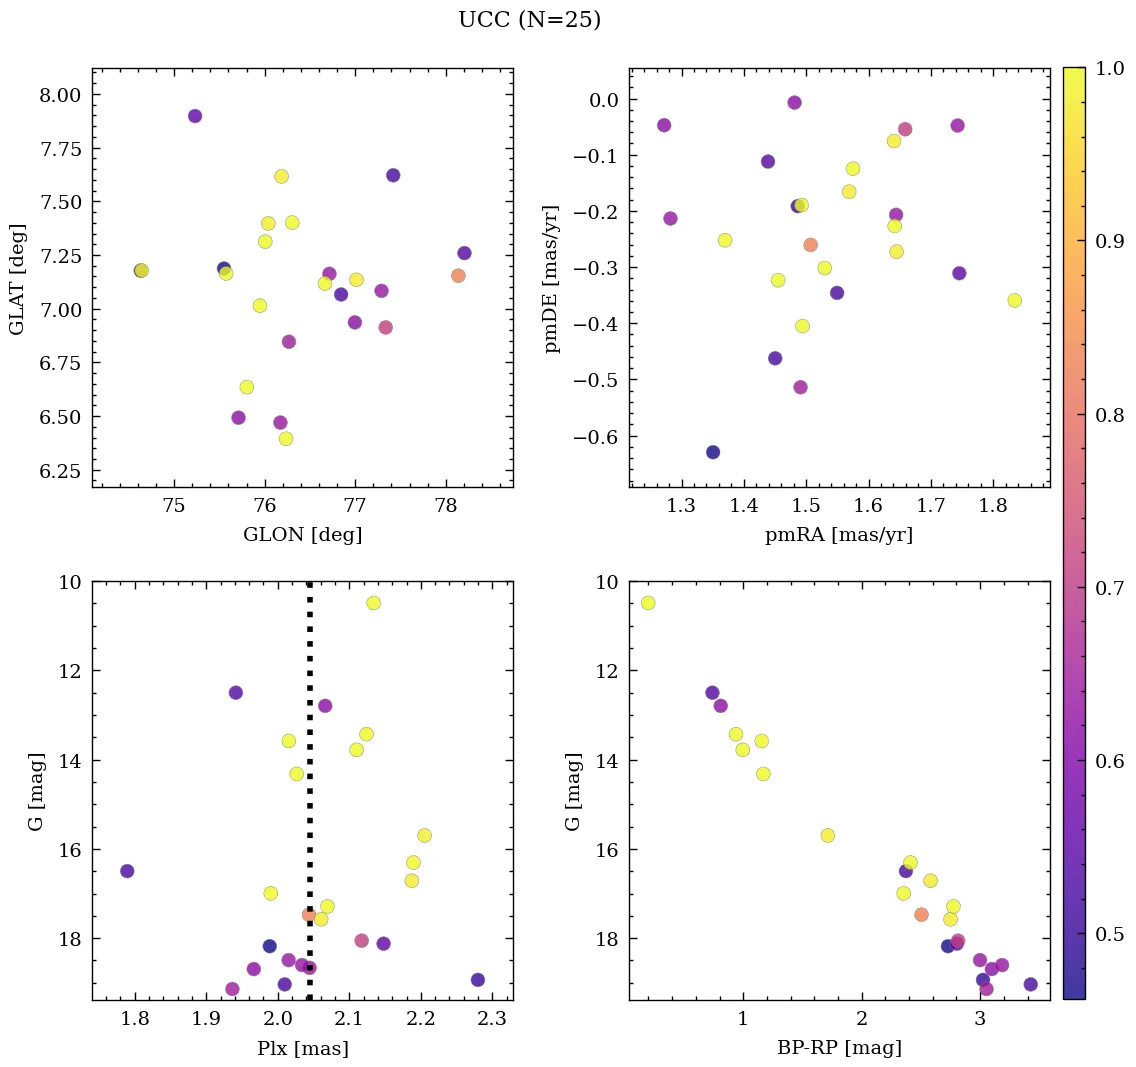 UCC (N=25)
8.00
7.75
7.50
7.25
7.00
6.75
6.50
6.25
GLAT [deg]
75 76 77 78
GLON [deg]
0.0
−0.1
−0.2
−0.3
−0.4
−0.5
−0.6
pmDE [mas/yr]
1.3 1.4 1.5 1.6 1.7 1.8
pmRA [mas/yr]
10
12
14
16
18
G [mag]
1.8 1.9 2.0 2.1 2.2 2.3
Plx [mas]
10
12
14
16
18
G [mag]
1 2 3
BP-RP [mag]
1.0
0.9
0.8
0.7
0.6
0.5